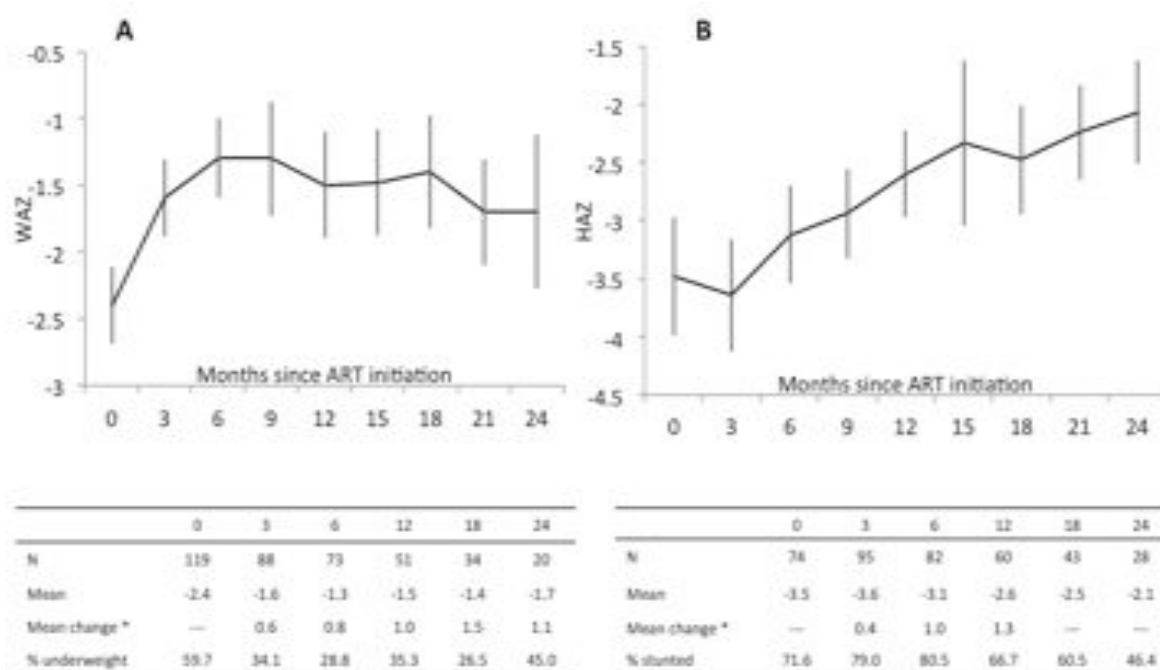 A
-0.5
-1
-1.5
-2
-2.5
-3
WAZ
Months since ART initiation
0 3 6 9 12 15 18 21 24
B
-1.5
-2
-2.5
-3
-3.5
-4
-4.5
HAZ
Months since ART initiation
0 3 6 9 12 15 18 21 24
0 3 6 12 18 24
N 119 88 73 51 34 20
Mean -2.4 -1.6 -1.3 -1.5 -1.4 -1.7
Mean change * --- 0.6 0.8 1.0 1.5 1.1
% underweight 59.7 34.1 28.8 35.3 26.5 45.0
0 3 6 12 18 24
N 74 95 82 60 43 28
Mean -3.5 -3.6 -3.1 -2.6 -2.5 -2.1
Mean change * --- 0.4 1.0 1.3 --- ---
% stunted 71.6 79.0 80.5 66.7 60.5 46.4